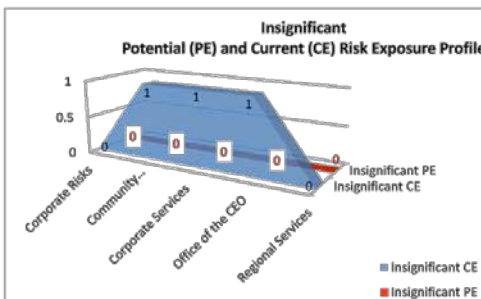 Insignificant
Potential (PE) and Current (CE) Risk Exposure Profile
1
0.5
0
0
1
1
1
0
0
0
0
0
0
Insignificant PE
Insignificant CE
Corporate Risks
Community...
Corporate Services
Office of the CEO
Regional Services
Insignificant CE
Insignificant PE